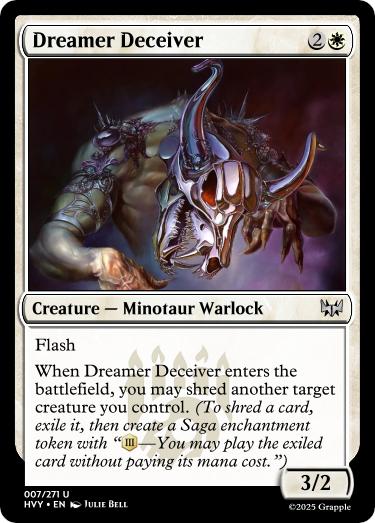 Dreamer Deceiver 2
Creature — Minotaur Warlock
Flash
When Dreamer Deceiver enters the
battlefield, you may shred another target
creature you control. (To shred a card,
exile it, then create a Saga enchantment
token with “III—You may play the exiled
card without paying its mana cost.”)
3/2
007/271 U
HVY • EN JULIE BELL
©2025 Grapple